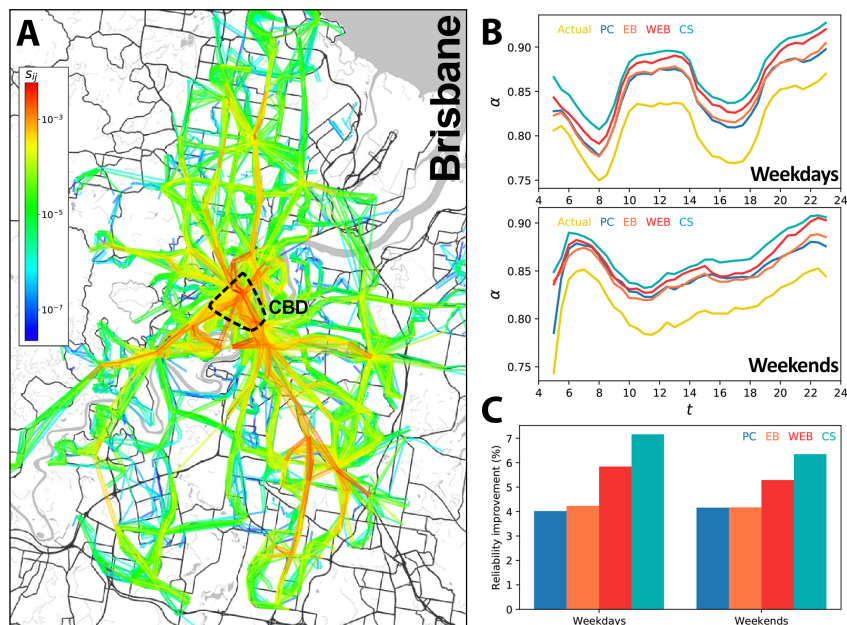 A
Brisbane
s_ij
10⁻³
10⁻⁵
10⁻⁷
CBD
B
Actual PC EB WEB CS
0.90
0.85
0.80
0.75
α
Weekdays
4 6 8 10 12 14 16 18 20 22 24
Actual PC EB WEB CS
0.90
0.85
0.80
0.75
α
Weekends
4 6 8 10 12 14 16 18 20 22 24
t
C
PC EB WEB CS
7
6
5
4
3
2
1
0
Reliability improvement (%)
Weekdays Weekends